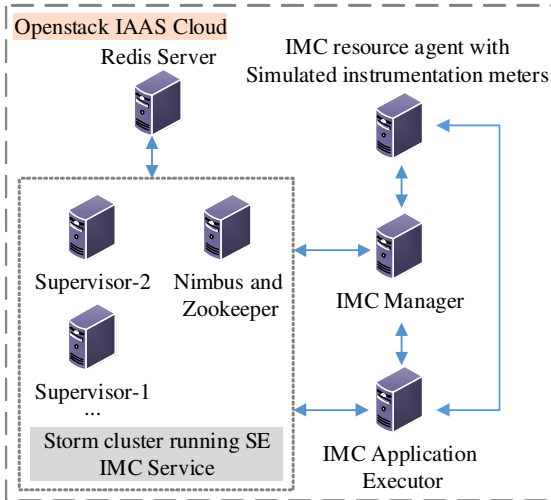 Openstack IAAS Cloud
Redis Server
IMC resource agent with
Simulated instrumentation meters
Supervisor-2
Nimbus and
Zookeeper
IMC Manager
Supervisor-1
...
Storm cluster running SE
IMC Service
IMC Application
Executor